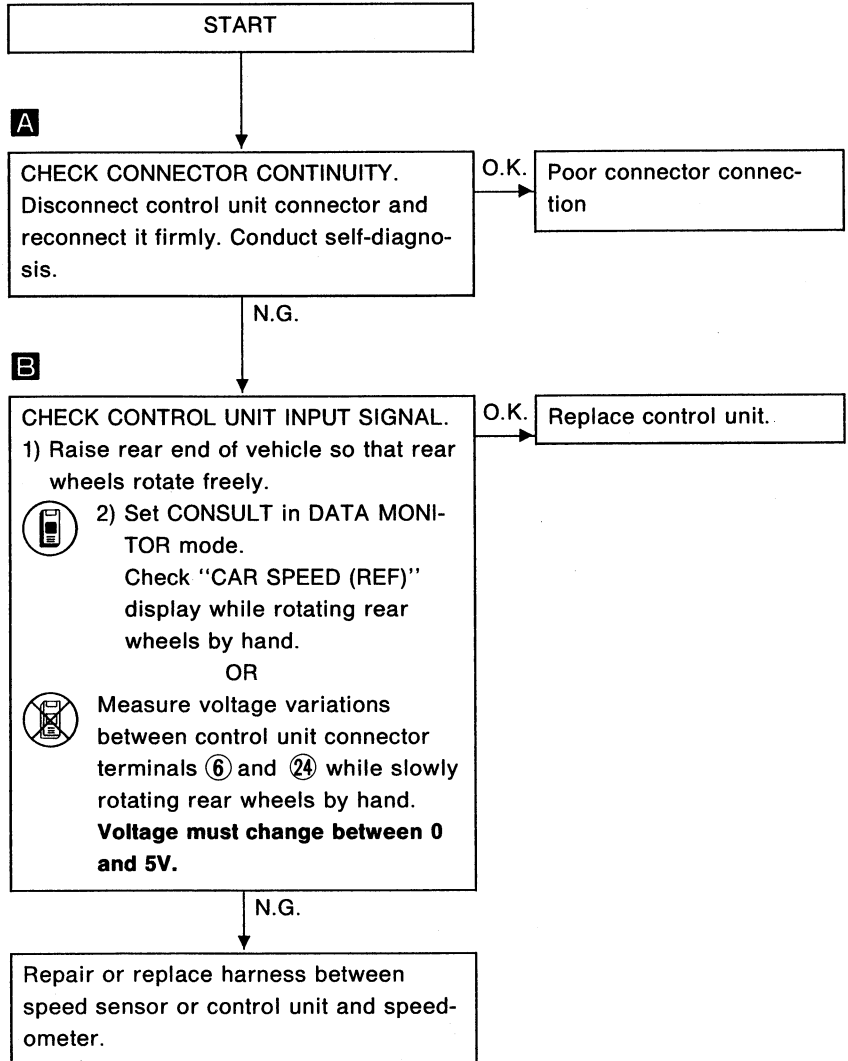 START
A
CHECK CONNECTOR CONTINUITY.
Disconnect control unit connector and
reconnect it firmly. Conduct self-diagno-
sis.
O.K.
Poor connector connec-
tion
N.G.
B
CHECK CONTROL UNIT INPUT SIGNAL.
1) Raise rear end of vehicle so that rear
wheels rotate freely.
2) Set CONSULT in DATA MONI-
TOR mode.
Check "CAR SPEED (REF)"
display while rotating rear
wheels by hand.
OR
Measure voltage variations
between control unit connector
terminals ⑥ and ㉔ while slowly
rotating rear wheels by hand.
Voltage must change between 0
and 5V.
O.K.
Replace control unit.
N.G.
Repair or replace harness between
speed sensor or control unit and speed-
ometer.